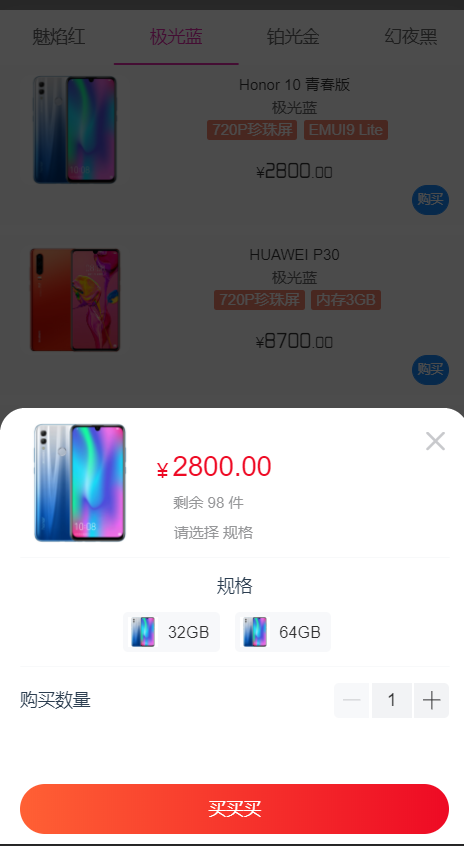 魅焰红 极光蓝 铂光金 幻夜黑
Honor 10 青春版
极光蓝
720P珍珠屏 EMUI9 Lite
¥2800.00
购买
HUAWEI P30
极光蓝
720P珍珠屏 内存3GB
¥8700.00
购买
10:08
¥ 2800.00
剩余 98 件
请选择 规格
规格
32GB 64GB
购买数量 — 1 +
买买买